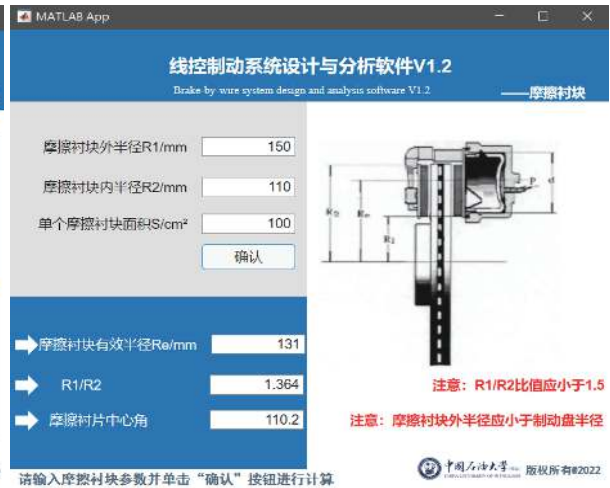 MATLAB App
线控制动系统设计与分析软件V1.2
Brake-by-wire system design and analysis software V1.2
——摩擦衬块
摩擦衬块外半径R1/mm 150
摩擦衬块内半径R2/mm 110
单个摩擦衬块面积S/cm² 100
确认
P
d
R₂
Re
R₁
摩擦衬块有效半径Re/mm 131
R1/R2 1.364
摩擦衬片中心角 110.2
注意：R1/R2比值应小于1.5
注意：摩擦衬块外半径应小于制动盘半径
请输入摩擦衬块参数并单击“确认”按钮进行计算
中国石油大学
版权所有@2022